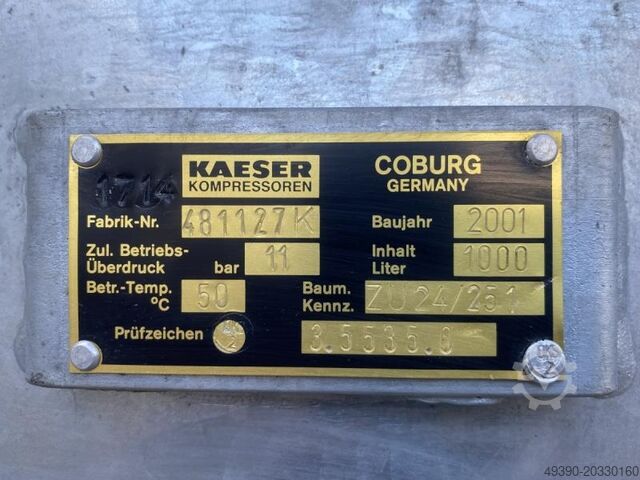 1714
KAESER
KOMPRESSOREN
COBURG
GERMANY
Fabrik-Nr. 481127K
Baujahr 2001
Zul. Betriebs-
Überdruck bar 11
Inhalt
Liter 1000
Betr.-Temp.
°C 50
Baum.
Kennz. ZU24/251
Prüfzeichen
3.5535.6
49390-20330160